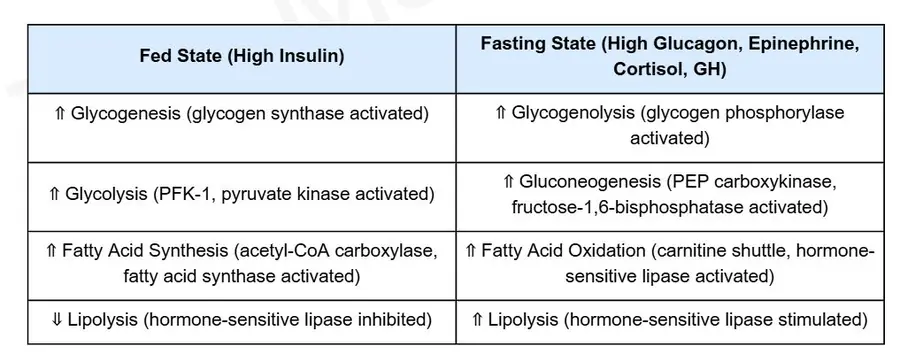 Fed State (High Insulin)
Fasting State (High Glucagon, Epinephrine,
Cortisol, GH)
⇑ Glycogenesis (glycogen synthase activated)
⇑ Glycogenolysis (glycogen phosphorylase
activated)
⇑ Glycolysis (PFK-1, pyruvate kinase activated)
⇑ Gluconeogenesis (PEP carboxykinase,
fructose-1,6-bisphosphatase activated)
⇑ Fatty Acid Synthesis (acetyl-CoA carboxylase,
fatty acid synthase activated)
⇑ Fatty Acid Oxidation (carnitine shuttle, hormone-
sensitive lipase activated)
⇓ Lipolysis (hormone-sensitive lipase inhibited)
⇑ Lipolysis (hormone-sensitive lipase stimulated)